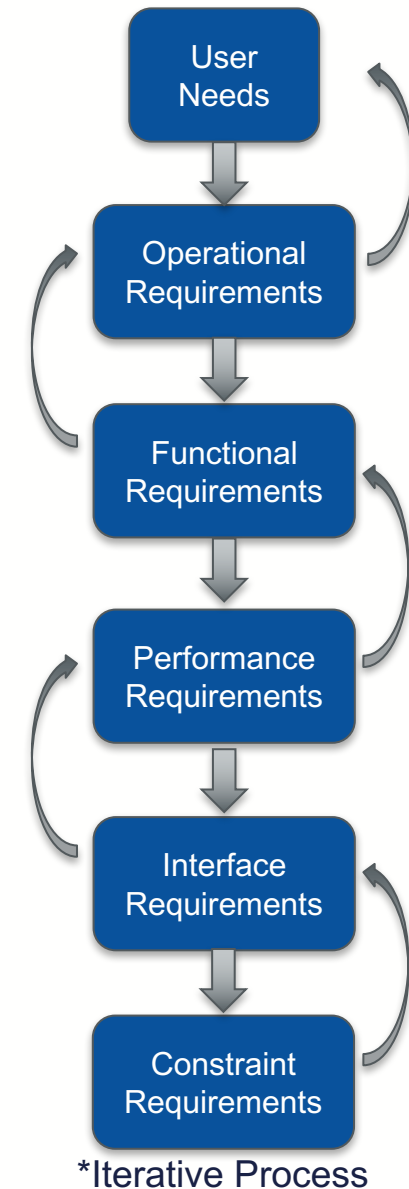 User
Needs
Operational
Requirements
Functional
Requirements
Performance
Requirements
Interface
Requirements
Constraint
Requirements
*Iterative Process